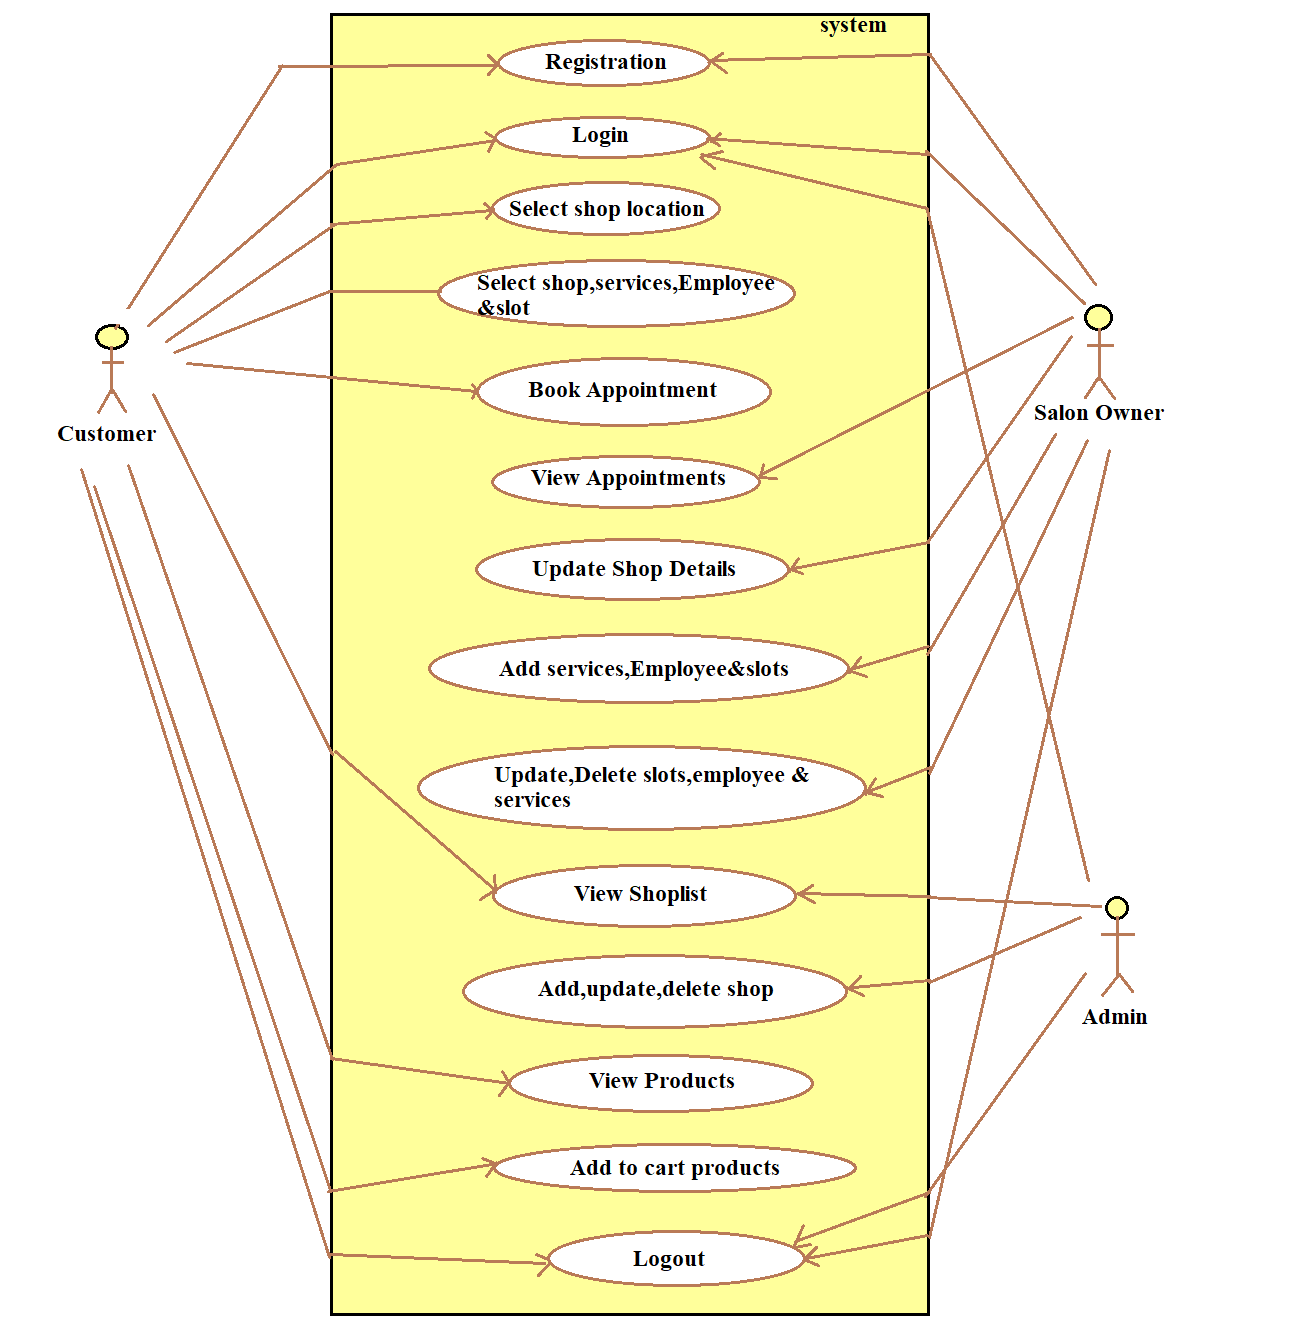 system
Registration
Login
Select shop location
Select shop,services,Employee
&slot
Book Appointment
Customer
Salon Owner
View Appointments
Update Shop Details
Add services,Employee&slots
Update,Delete slots,employee &
services
View Shoplist
Add,update,delete shop
Admin
View Products
Add to cart products
Logout